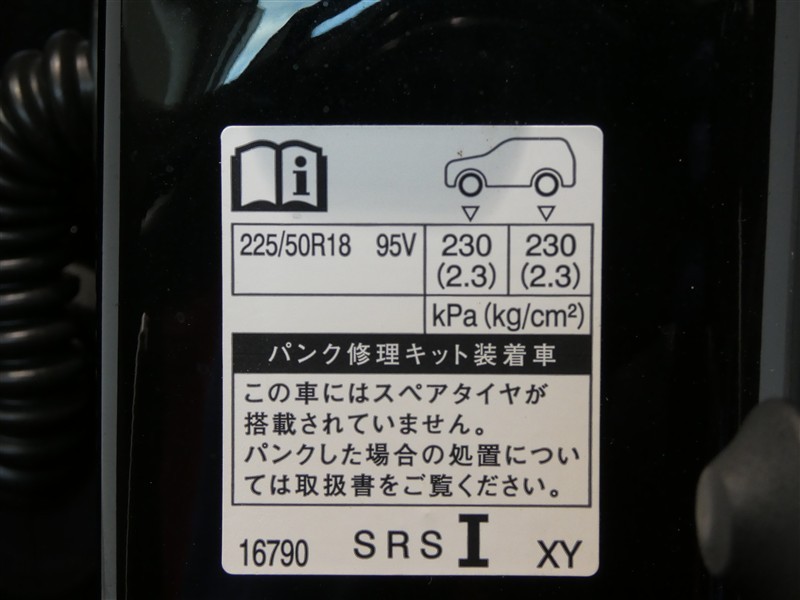 225/50R18 95V 230 (2.3) 230 (2.3)
kPa (kg/cm²)
パンク修理キット装着車
この車にはスペアタイヤが
搭載されていません。
パンクした場合の処置につい
ては取扱書をご覧ください。
16790 SRS I XY